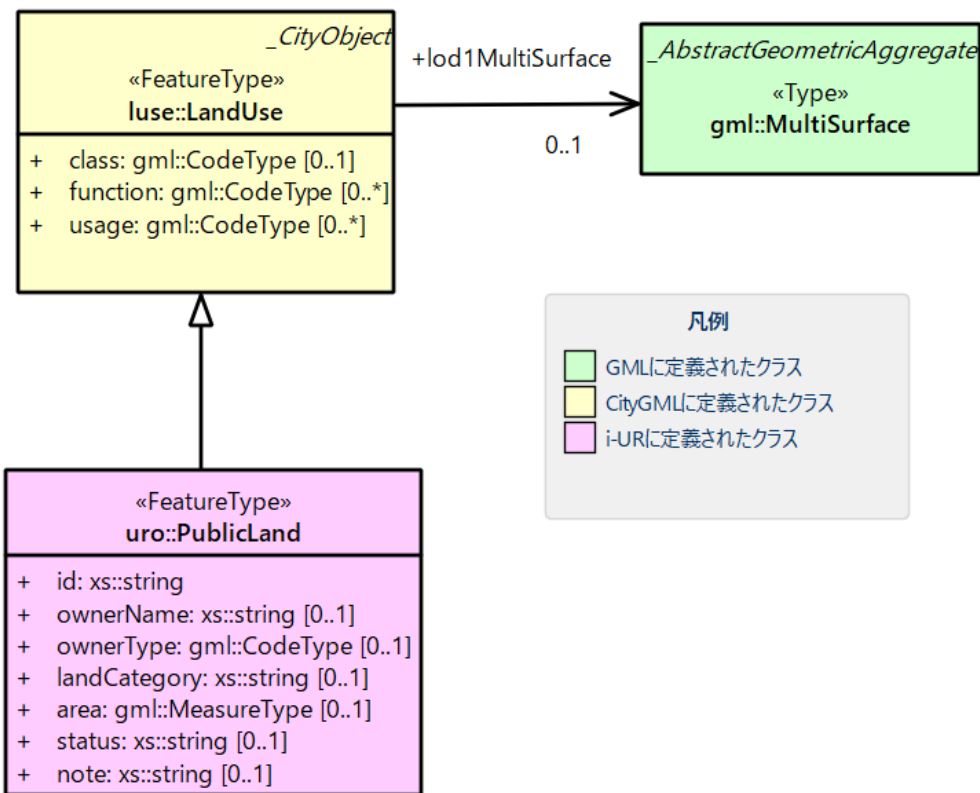 _CityObject
«FeatureType»
luse::LandUse
+ class: gml::CodeType [0..1]
+ function: gml::CodeType [0..*]
+ usage: gml::CodeType [0..*]
+lod1MultiSurface
0..1
_AbstractGeometricAggregate
«Type»
gml::MultiSurface
凡例
GMLに定義されたクラス
CityGMLに定義されたクラス
i-URに定義されたクラス
«FeatureType»
uro::PublicLand
+ id: xs::string
+ ownerName: xs::string [0..1]
+ ownerType: gml::CodeType [0..1]
+ landCategory: xs::string [0..1]
+ area: gml::MeasureType [0..1]
+ status: xs::string [0..1]
+ note: xs::string [0..1]